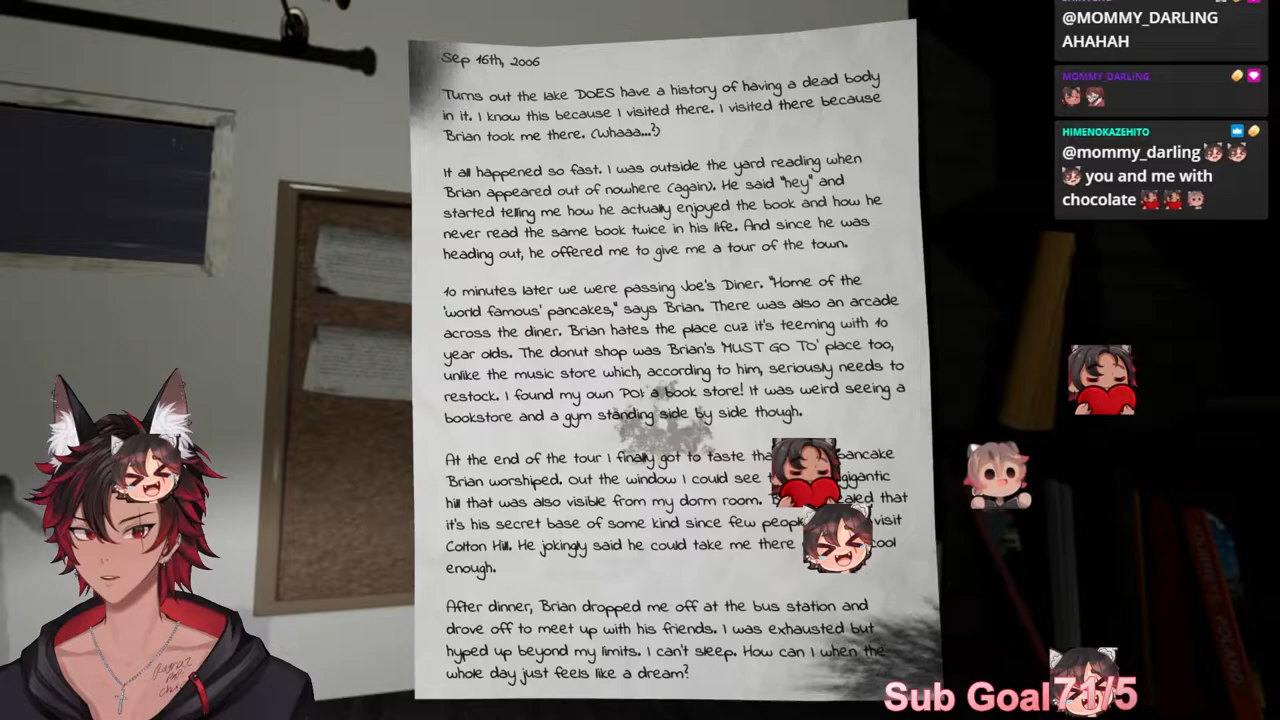 Sep 16th, 2006
Turns out the lake DOES have a history of having a dead body
in it. I know this because I visited there. I visited there because
Brian took me there. (whaaa...?)
It all happened so fast. I was outside the yard reading when
Brian appeared out of nowhere (again). He said "hey" and
started telling me how he actually enjoyed the book and how he
never read the same book twice in his life. And since he was
heading out, he offered me to give me a tour of the town.
10 minutes later we were passing Joe's Diner. "Home of the
'world famous' pancakes," says Brian. There was also an arcade
across the diner. Brian hates the place cuz it's teeming with 10
year olds. The donut shop was Brian's 'MUST GO TO' place too,
unlike the music store which, according to him, seriously needs to
restock. I found my own POI: a book store! It was weird seeing a
bookstore and a gym standing side by side though.
At the end of the tour I finally got to taste pancake
Brian worshiped. Out the window I could see gigantic
hill that was also visible from my dorm room. that
it's his secret base of some kind since few visit
Colton Hill. He jokingly said he could take me there cool
enough.
After dinner, Brian dropped me off at the bus station and
drove off to meet up with his friends. I was exhausted but
hyped up beyond my limits. I can't sleep. How can I when the
whole day just feels like a dream?
@MOMMY_DARLING
AHAHAH
MOMMY_DARLING
HIMENOKAZEHITO
@mommy_darling
you and me with
chocolate
Sub Goal 71/5